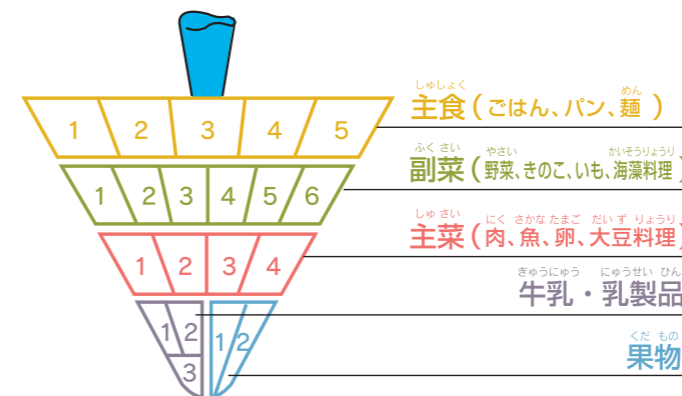 1 2 3 4 5
しゅしょく めん
主食(ごはん、パン、麺 )
1 2 3 4 5 6
ふく さい やさい かいそうりょうり
副菜(野菜、きのこ、いも、海藻料理)
1 2 3 4
しゅ さい にく さかな たまご だい ず りょうり
主菜(肉、魚、卵、大豆料理)
1 2
3
ぎゅうにゅう にゅうせい ひん
牛乳・乳製品
1 2
くだ もの
果物